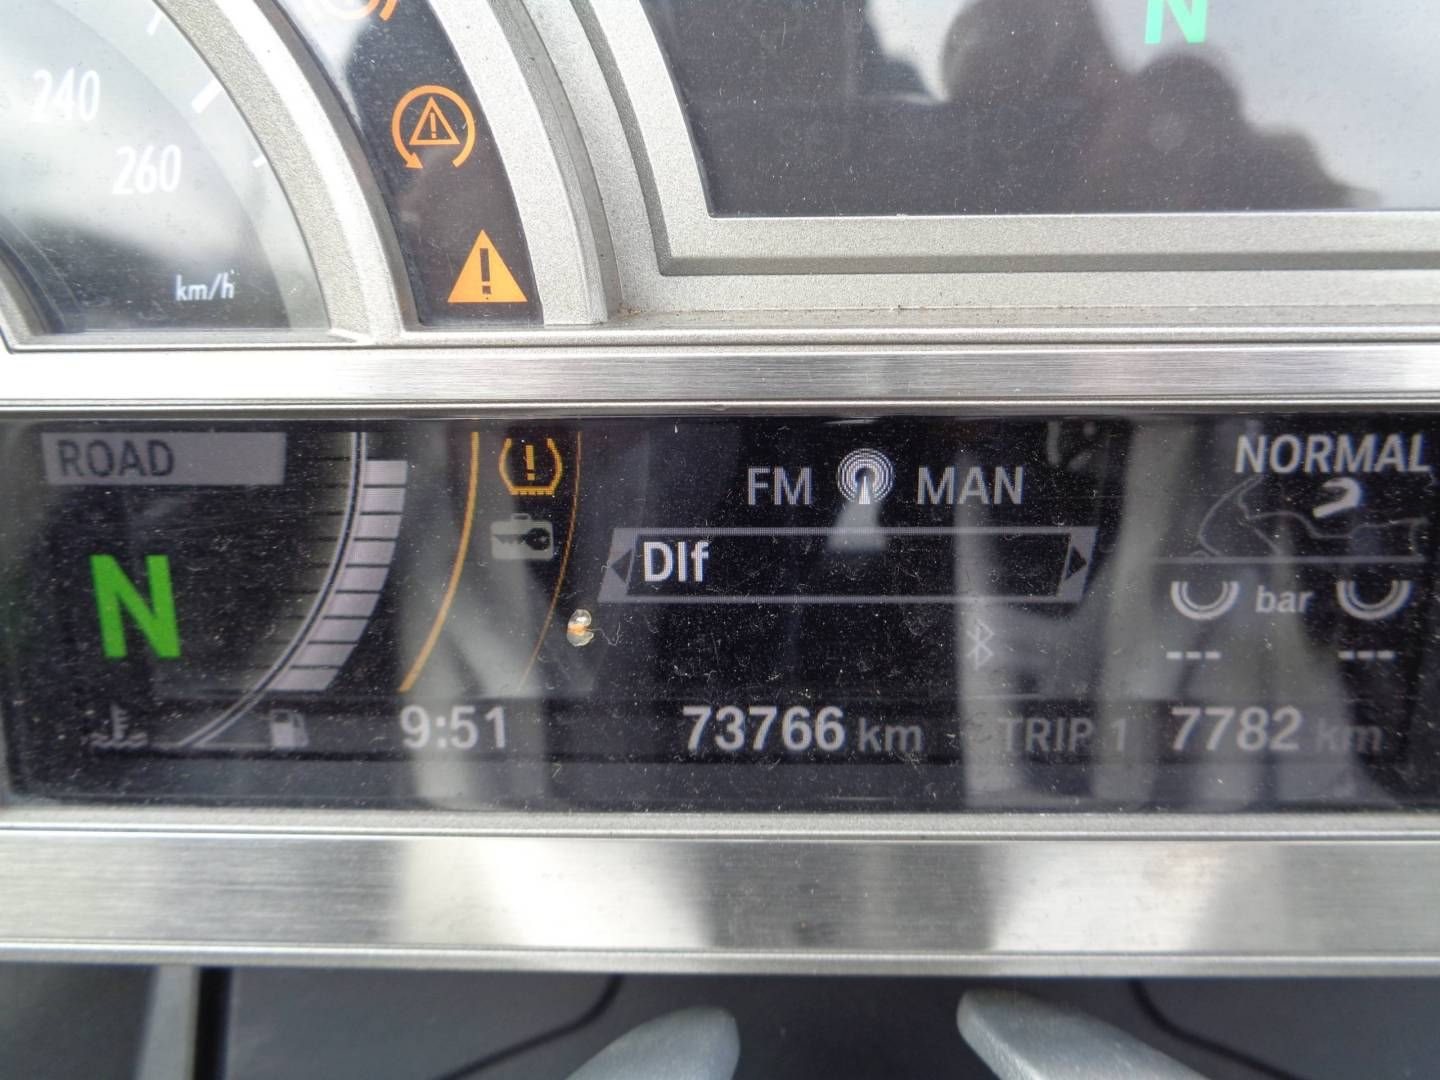 240
260
km/h
N
ROAD
FM MAN
NORMAL
Dlf
N
bar
--- ---
9:51 73766 km TRIP 1 7782 km